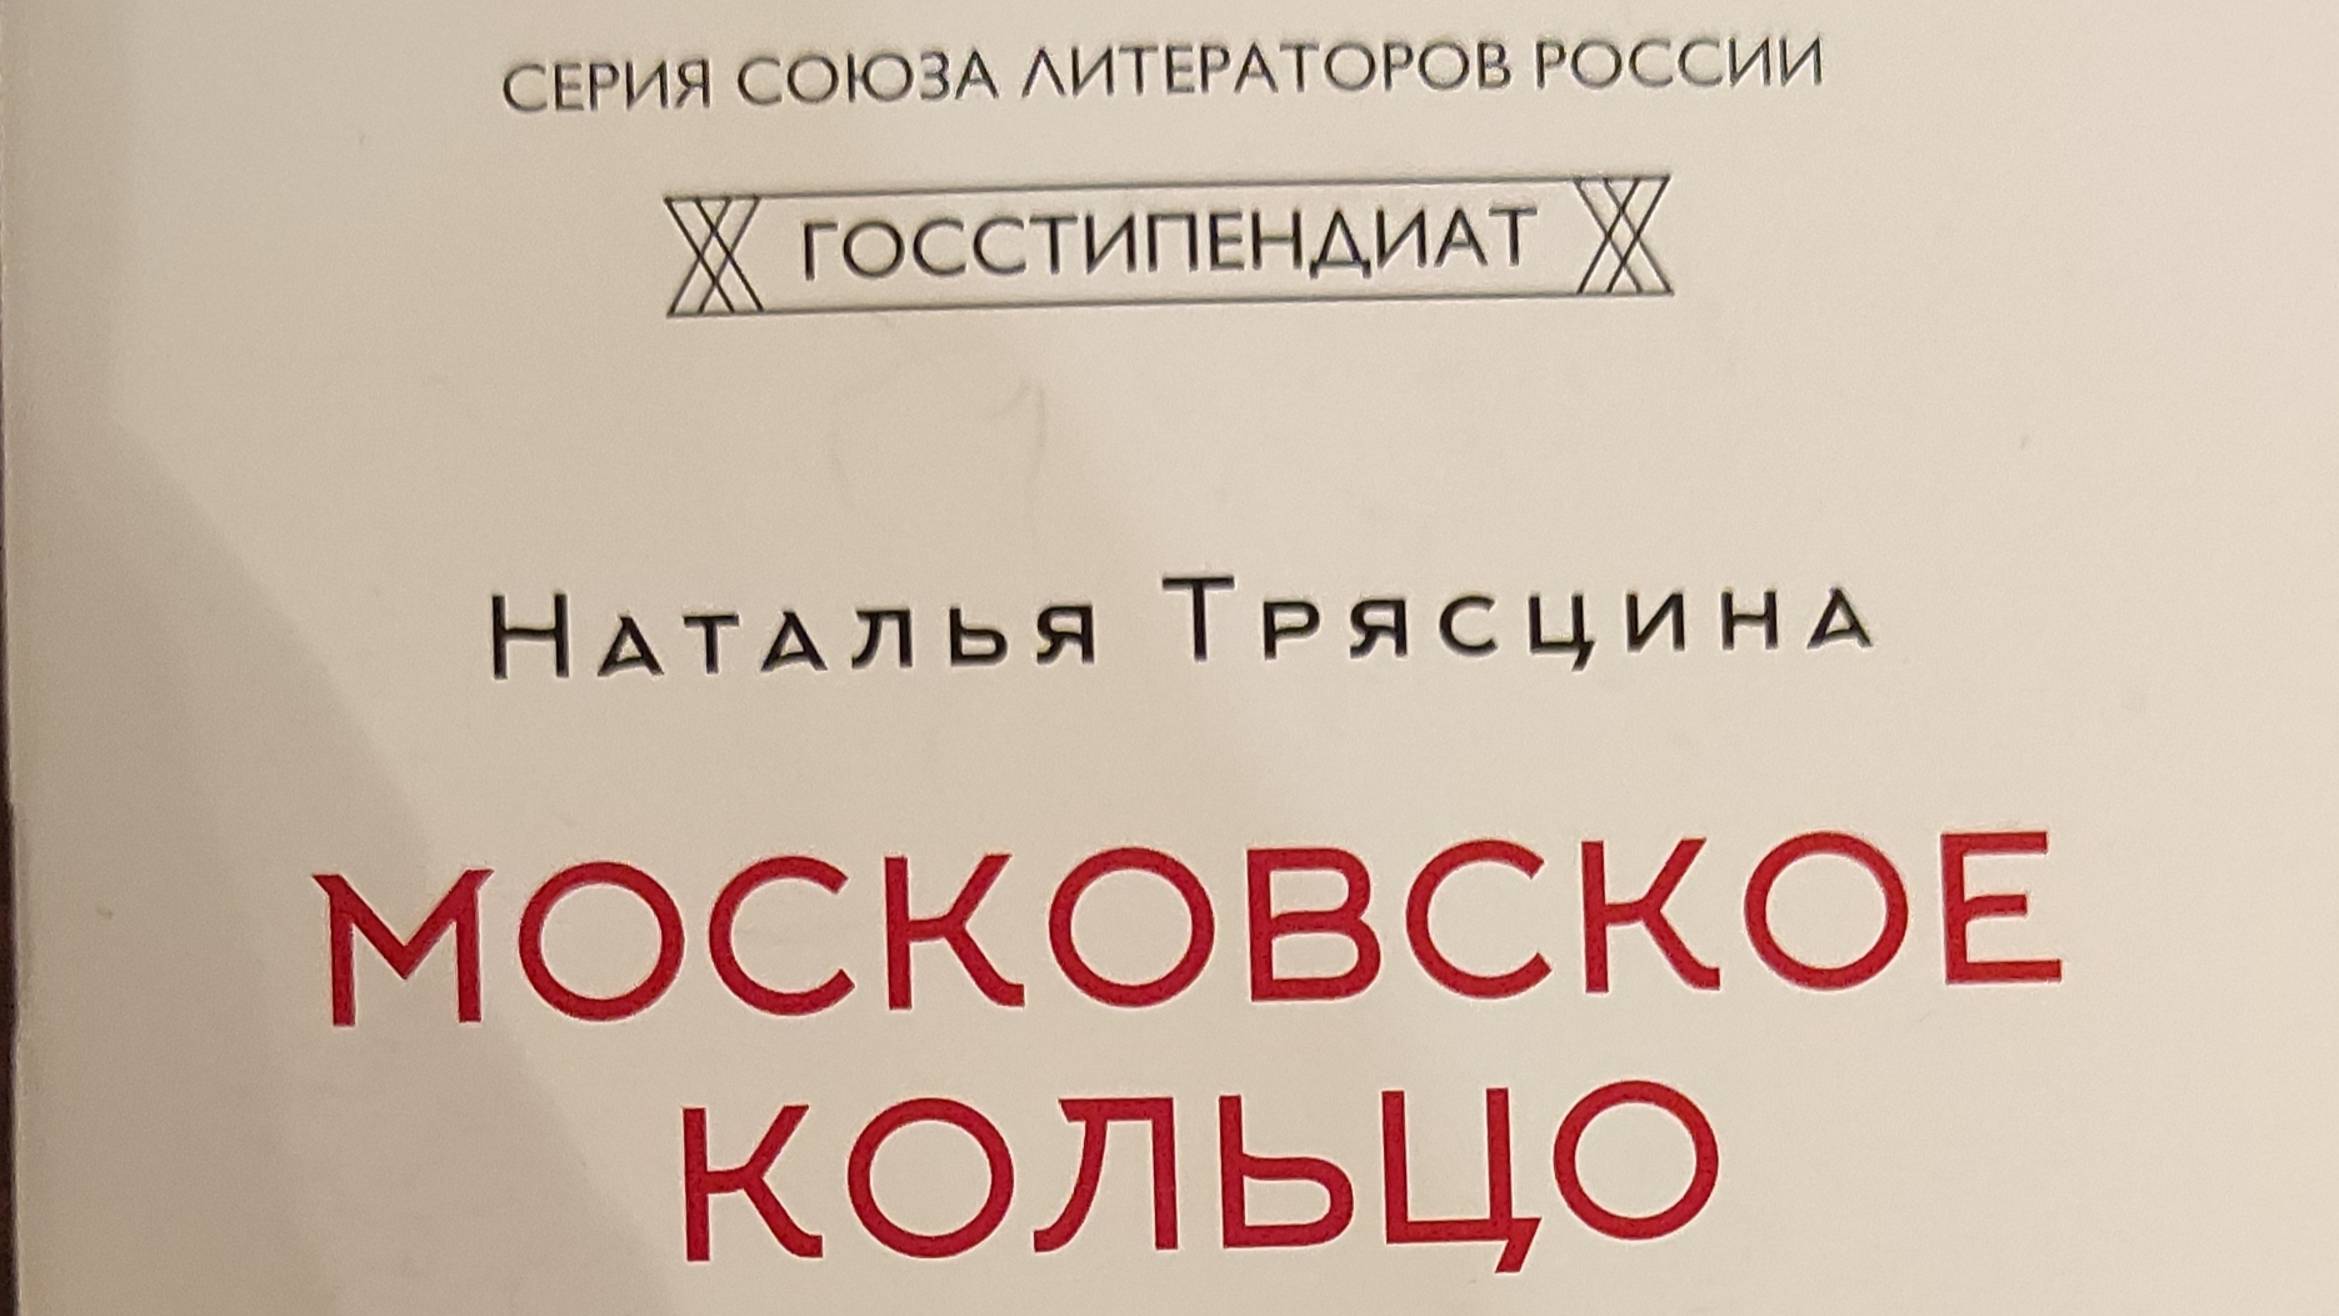 СЕРИЯ СОЮЗА ЛИТЕРАТОРОВ РОССИИ
ГОССТИПЕНДИАТ
Наталья Трясцина
МОСКОВСКОЕ
КОЛЬЦО